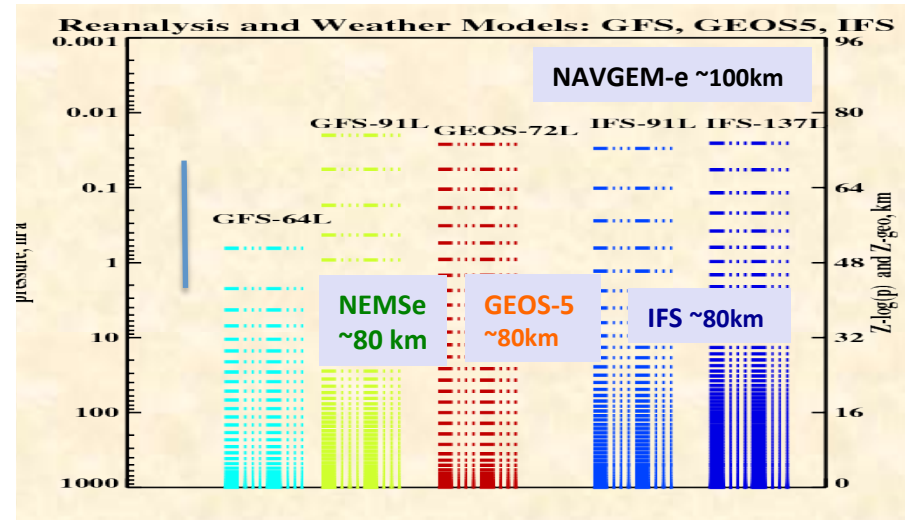 Reanalysis and Weather Models: GFS, GEOS5, IFS
0.001
0.01
0.1
1
10
100
1000
pressure, hPa
96
80
64
48
32
16
0
Z-log(p) and Z-geo, km
NAVGEM-e ~100km
GFS-64L
GFS-91L
GEOS-72L
IFS-91L
IFS-137L
NEMSe
~80 km
GEOS-5
~80km
IFS ~80km